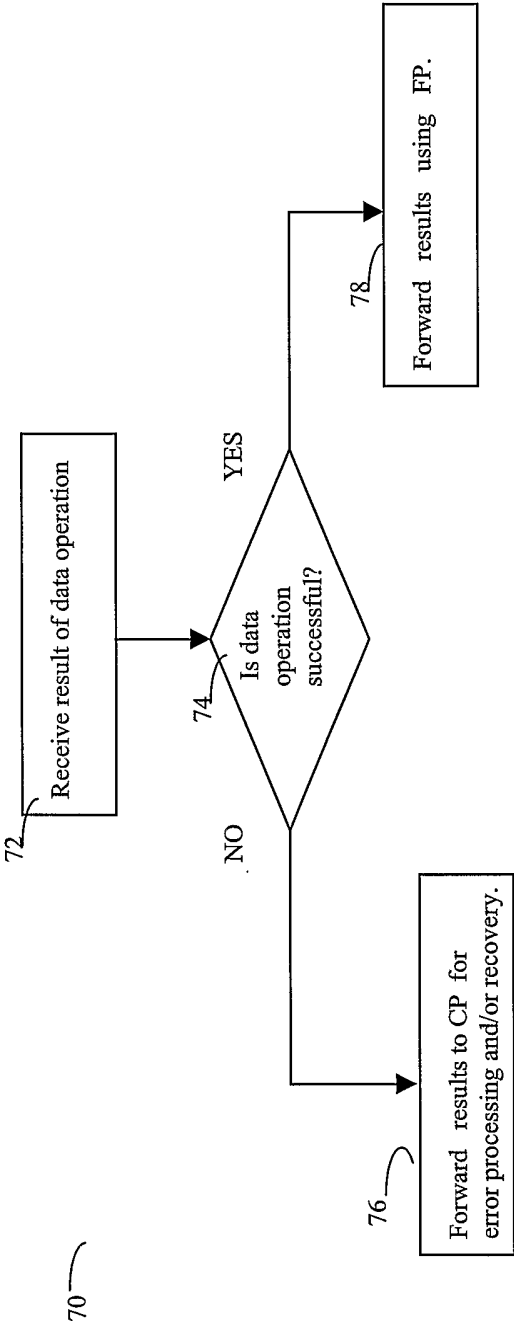 70
72
Receive result of data operation
74
Is data
operation
successful?
NO
YES
76
Forward results to CP for
error processing and/or recovery.
78
Forward results using FP.